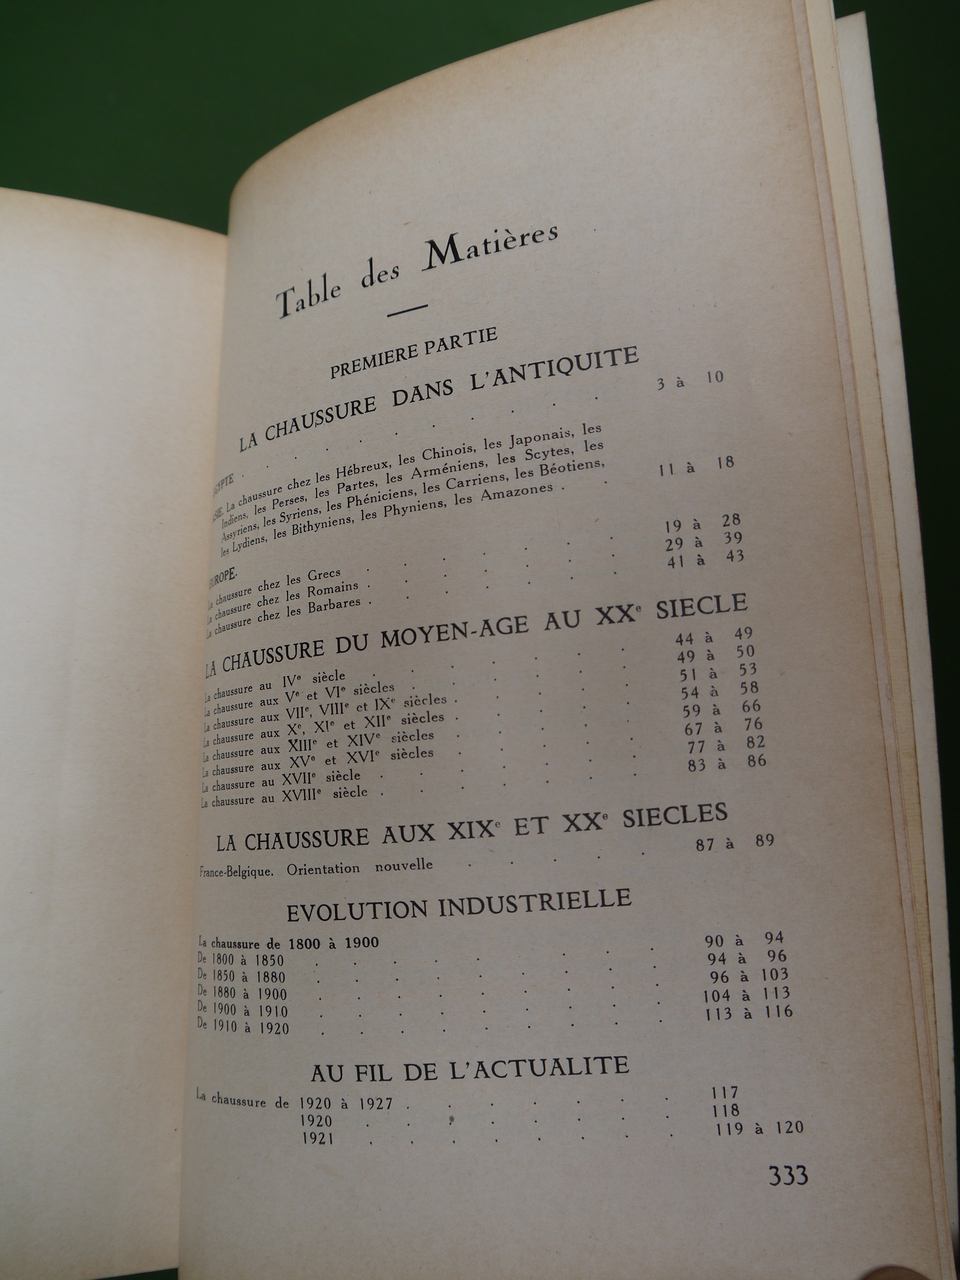 Table des Matières
PREMIERE PARTIE
LA CHAUSSURE DANS L'ANTIQUITE
EGYPTE . . . . . . . . 3 à 10
ASIE. La chaussure chez les Hébreux, les Chinois, les Japonais, les
Indiens, les Perses, les Partes, les Arméniens, les Scytes, les
Assyriens, les Syriens, les Phéniciens, les Carriens, les Béotiens,
les Lydiens, les Bithyniens, les Phyniens, les Amazones . . 11 à 18
EUROPE.
La chaussure chez les Grecs . . . . . . 19 à 28
La chaussure chez les Romains . . . . . . 29 à 39
La chaussure chez les Barbares . . . . . . 41 à 43
LA CHAUSSURE DU MOYEN-AGE AU XXe SIECLE
La chaussure au IVe siècle . . . . . . 44 à 49
La chaussure aux Ve et VIe siècles . . . . . 49 à 50
La chaussure aux VIIe, VIIIe et IXe siècles . . . . 51 à 53
La chaussure aux Xe, XIe et XIIe siècles . . . . 54 à 58
La chaussure aux XIIIe et XIVe siècles . . . . 59 à 66
La chaussure aux XVe et XVIe siècles . . . . 67 à 76
La chaussure au XVIIe siècle . . . . . . 77 à 82
La chaussure au XVIIIe siècle . . . . . . 83 à 86
LA CHAUSSURE AUX XIXe ET XXe SIECLES
France-Belgique. Orientation nouvelle . . . . . 87 à 89
EVOLUTION INDUSTRIELLE
La chaussure de 1800 à 1900
De 1800 à 1850 . . . . . . . 90 à 94
De 1850 à 1880 . . . . . . . 94 à 96
De 1880 à 1900 . . . . . . . 96 à 103
De 1900 à 1910 . . . . . . . 104 à 113
De 1910 à 1920 . . . . . . . 113 à 116
AU FIL DE L'ACTUALITE
La chaussure de 1920 à 1927 . . . . . . . 117
1920 . . . . . . . 118
1921 . . . . . . . 119 à 120
333